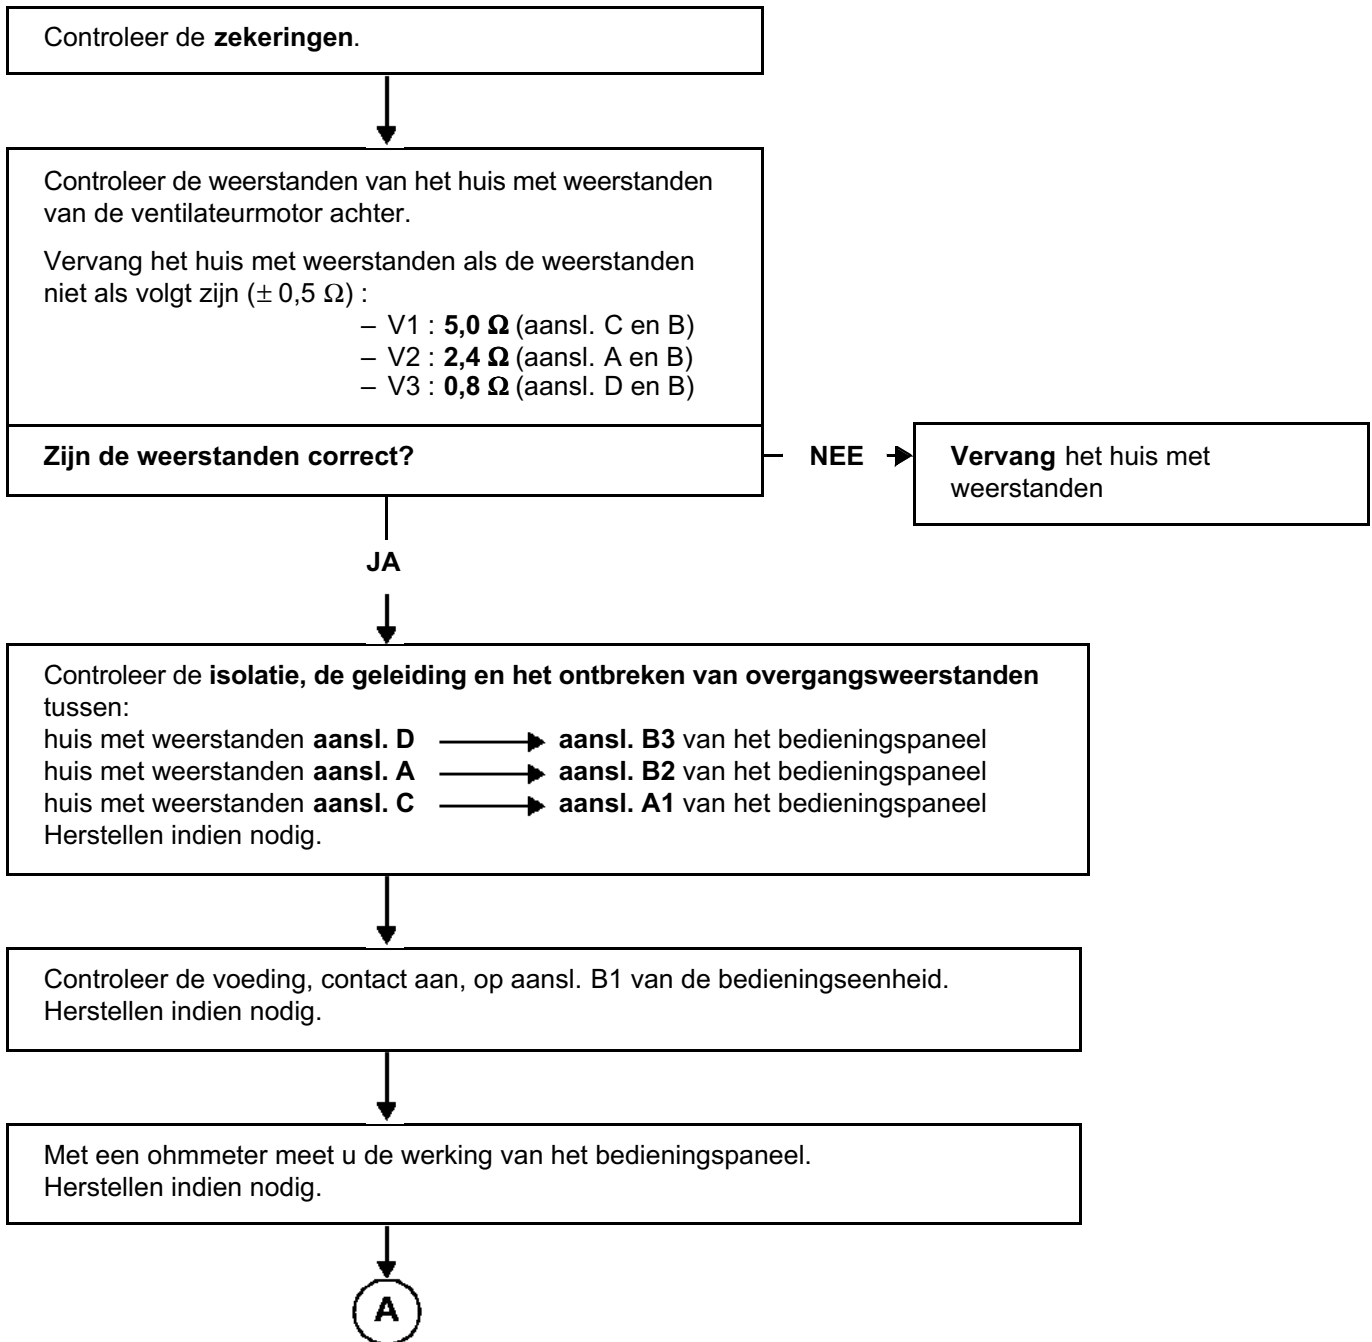 Controleer de zekeringen.
Controleer de weerstanden van het huis met weerstanden
van de ventilateurmotor achter.
Vervang het huis met weerstanden als de weerstanden
niet als volgt zijn (± 0,5 Ω) :
– V1 : 5,0 Ω (aansl. C en B)
– V2 : 2,4 Ω (aansl. A en B)
– V3 : 0,8 Ω (aansl. D en B)
Zijn de weerstanden correct?
NEE
Vervang het huis met
weerstanden
JA
Controleer de isolatie, de geleiding en het ontbreken van overgangsweerstanden
tussen:
huis met weerstanden aansl. D aansl. B3 van het bedieningspaneel
huis met weerstanden aansl. A aansl. B2 van het bedieningspaneel
huis met weerstanden aansl. C aansl. A1 van het bedieningspaneel
Herstellen indien nodig.
Controleer de voeding, contact aan, op aansl. B1 van de bedieningseenheid.
Herstellen indien nodig.
Met een ohmmeter meet u de werking van het bedieningspaneel.
Herstellen indien nodig.
A